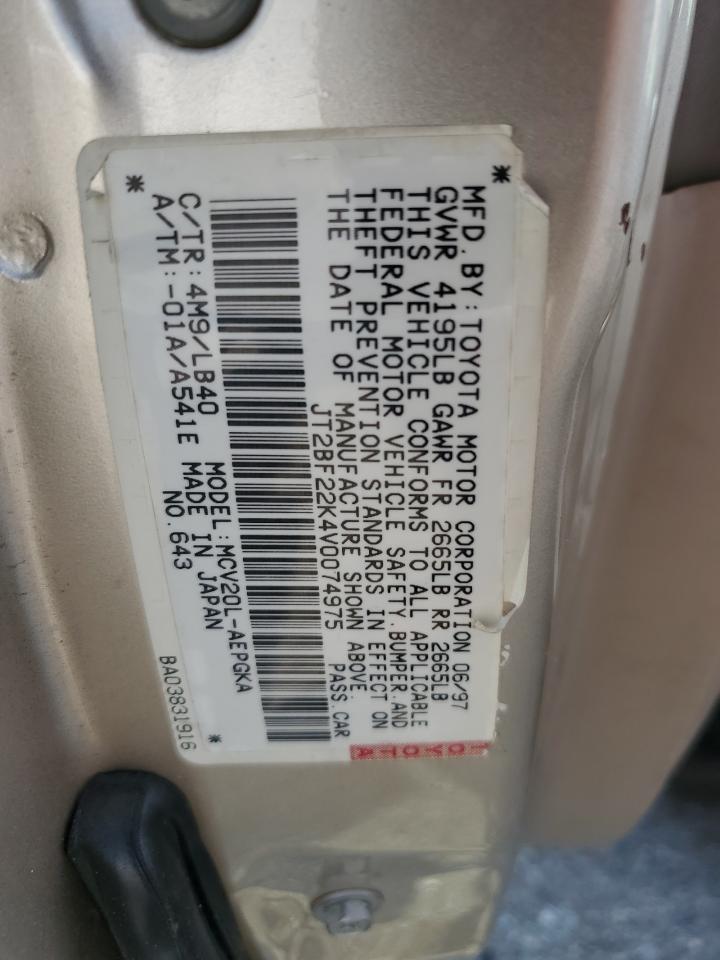 MFD.BY:TOYOTA MOTOR CORPORATION 06/97
GVWR 4195LB GAWR FR 2665LB RR 2665LB
THIS VEHICLE CONFORMS TO ALL APPLICABLE
FEDERAL MOTOR VEHICLE SAFETY.BUMPER.AND
THEFT PREVENTION STANDARDS IN EFFECT ON
THE DATE OF MANUFACTURE SHOWN ABOVE.
JT2BF22K4V0074975 PASS.CAR
C/TR:4M9/LB40 MODEL:MCV20L-AEPGKA
A/TM:-01A/A541E MADE IN JAPAN
NO.643
BA03831916
TOYOTA